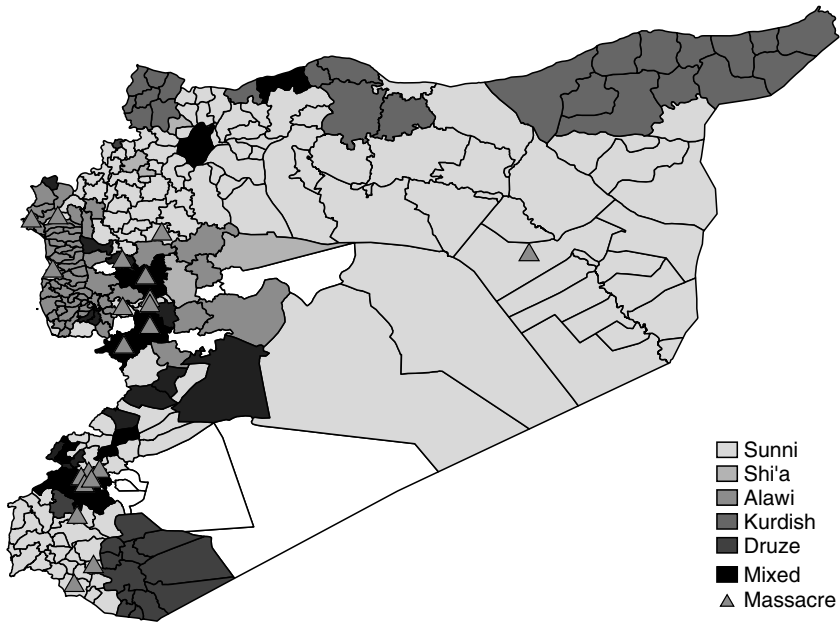 Sunni
Shi'a
Alawi
Kurdish
Druze
Mixed
Massacre